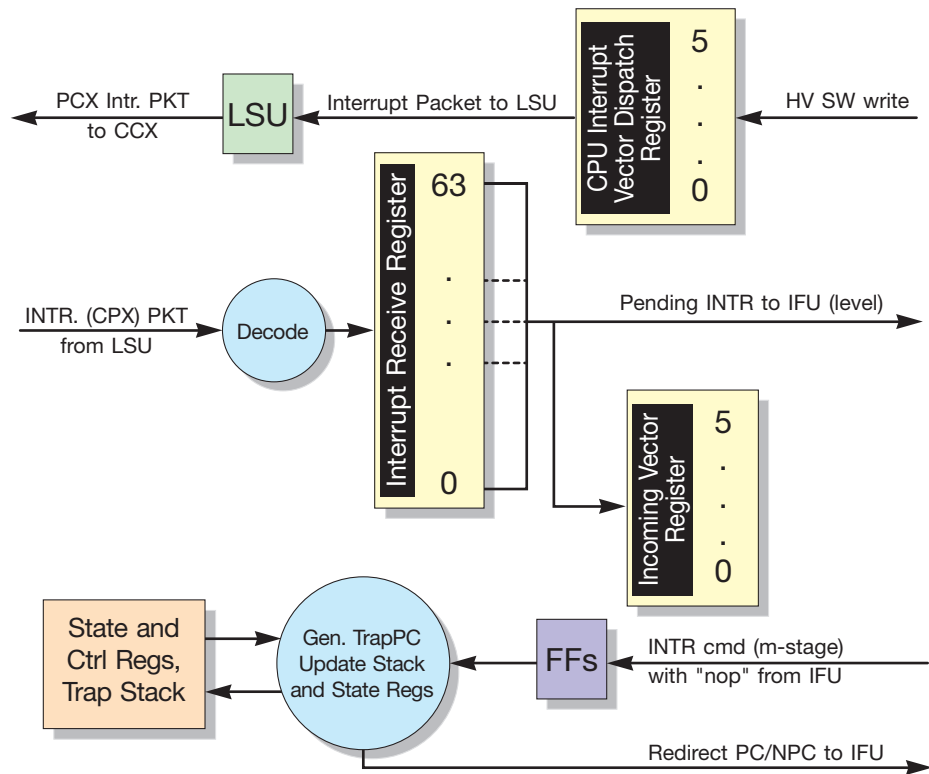 PCX Intr. PKT
to CCX
LSU
Interrupt Packet to LSU
CPU Interrupt
Vector Dispatch
Register
5
.
.
.
0
HV SW write
INTR. (CPX) PKT
from LSU
Decode
Interrupt Receive Register
63
.
.
.
0
Pending INTR to IFU (level)
Incoming Vector
Register
5
.
.
.
0
State and
Ctrl Regs,
Trap Stack
Gen. TrapPC
Update Stack
and State Regs
FFs
INTR cmd (m-stage)
with "nop" from IFU
Redirect PC/NPC to IFU